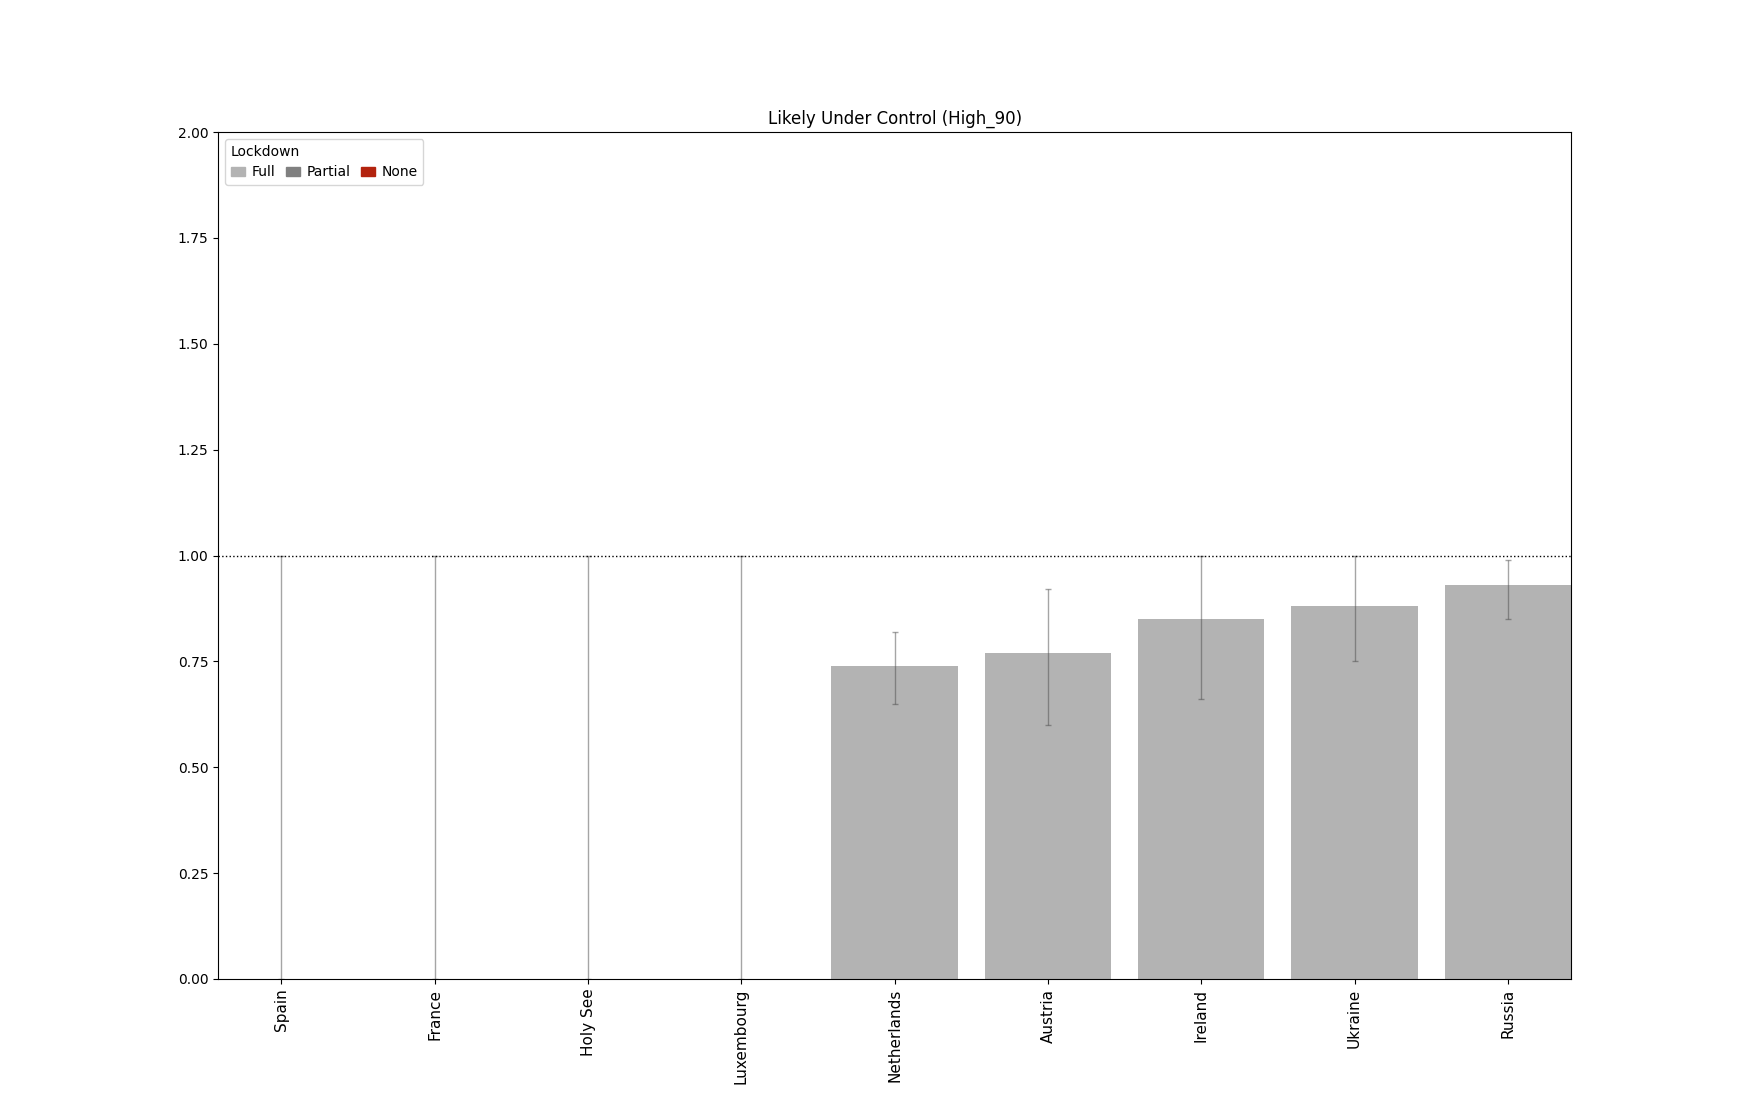 Likely Under Control (High_90)
Lockdown
Full Partial None
2.00
1.75
1.50
1.25
1.00
0.75
0.50
0.25
0.00
Spain
France
Holy See
Luxembourg
Netherlands
Austria
Ireland
Ukraine
Russia